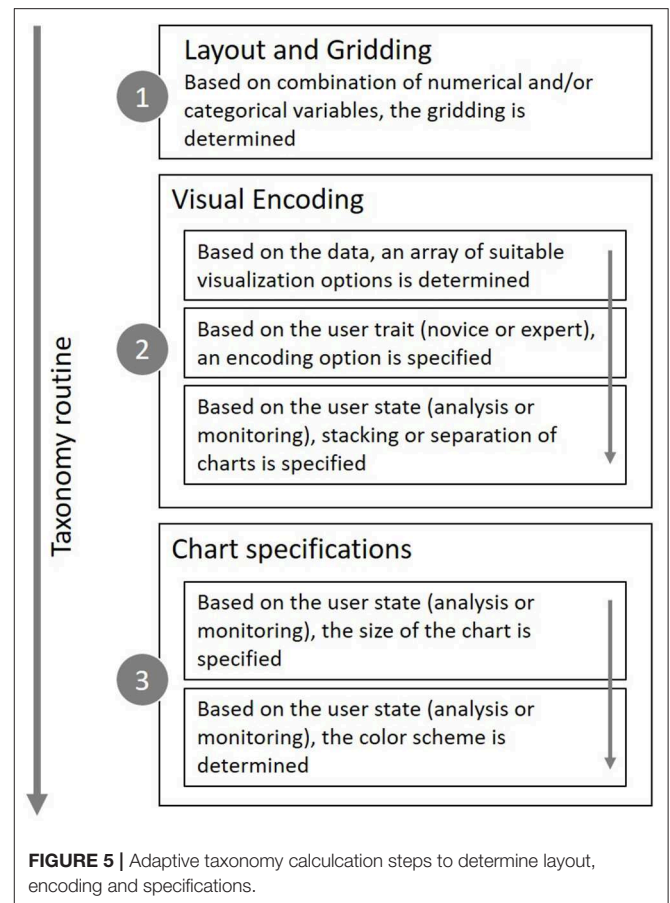 Taxonomy routine
1
Layout and Gridding
Based on combination of numerical and/or
categorical variables, the gridding is
determined
2
Visual Encoding
Based on the data, an array of suitable
visualization options is determined
Based on the user trait (novice or expert),
an encoding option is specified
Based on the user state (analysis or
monitoring), stacking or separation of
charts is specified
3
Chart specifications
Based on the user state (analysis or
monitoring), the size of the chart is
specified
Based on the user state (analysis or
monitoring), the color scheme is
determined
FIGURE 5 | Adaptive taxonomy calculcation steps to determine layout,
encoding and specifications.